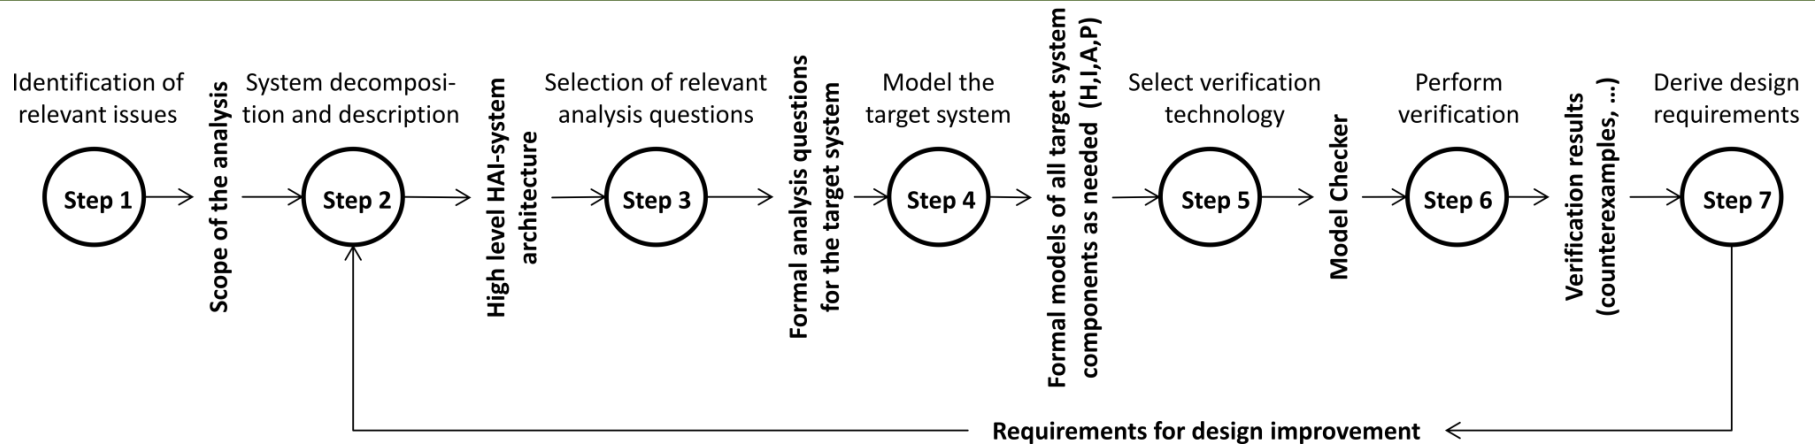 Identification of
relevant issues
Step 1
Scope of the analysis
System decomposi-
tion and description
Step 2
High level HAI-system
architecture
Selection of relevant
analysis questions
Step 3
Formal analysis questions
for the target system
Model the
target system
Step 4
Formal models of all target system
components as needed (H,I,A,P)
Select verification
technology
Step 5
Model Checker
Perform
verification
Step 6
Verification results
(counterexamples, ...)
Derive design
requirements
Step 7
Requirements for design improvement